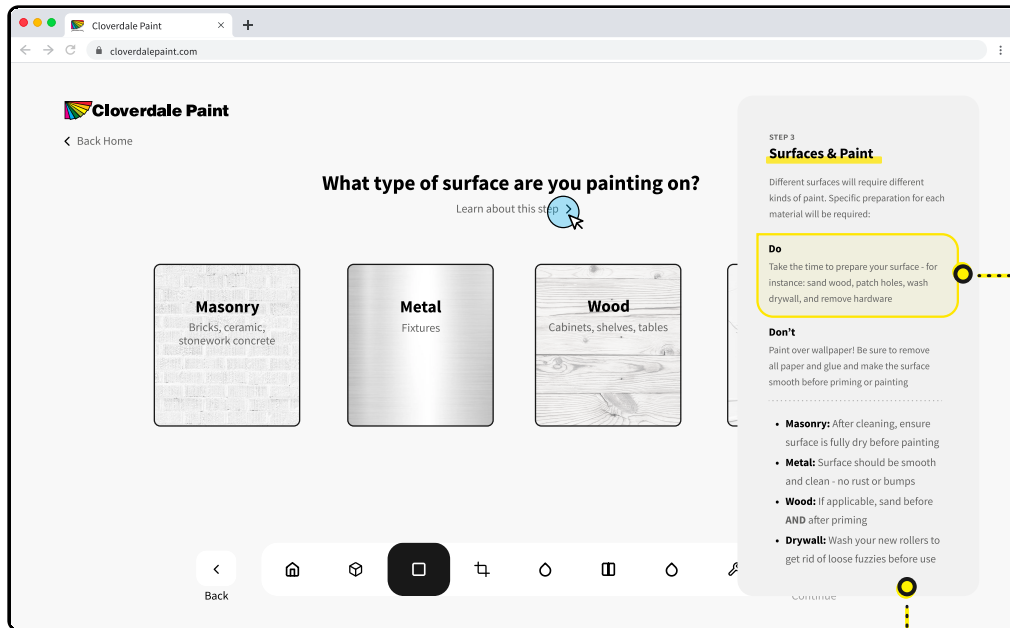 Cloverdale Paint
cloverdalepaint.com
Cloverdale Paint
Back Home
What type of surface are you painting on?
Learn about this step
Masonry
Bricks, ceramic,
stonework concrete
Metal
Fixtures
Wood
Cabinets, shelves, tables
Back
Continue
STEP 3
Surfaces & Paint
Different surfaces will require different
kinds of paint. Specific preparation for each
material will be required:
Do
Take the time to prepare your surface - for
instance: sand wood, patch holes, wash
drywall, and remove hardware
Don't
Paint over wallpaper! Be sure to remove
all paper and glue and make the surface
smooth before priming or painting
• Masonry: After cleaning, ensure
surface is fully dry before painting
• Metal: Surface should be smooth
and clean - no rust or bumps
• Wood: If applicable, sand before
AND after priming
• Drywall: Wash your new rollers to
get rid of loose fuzzies before use